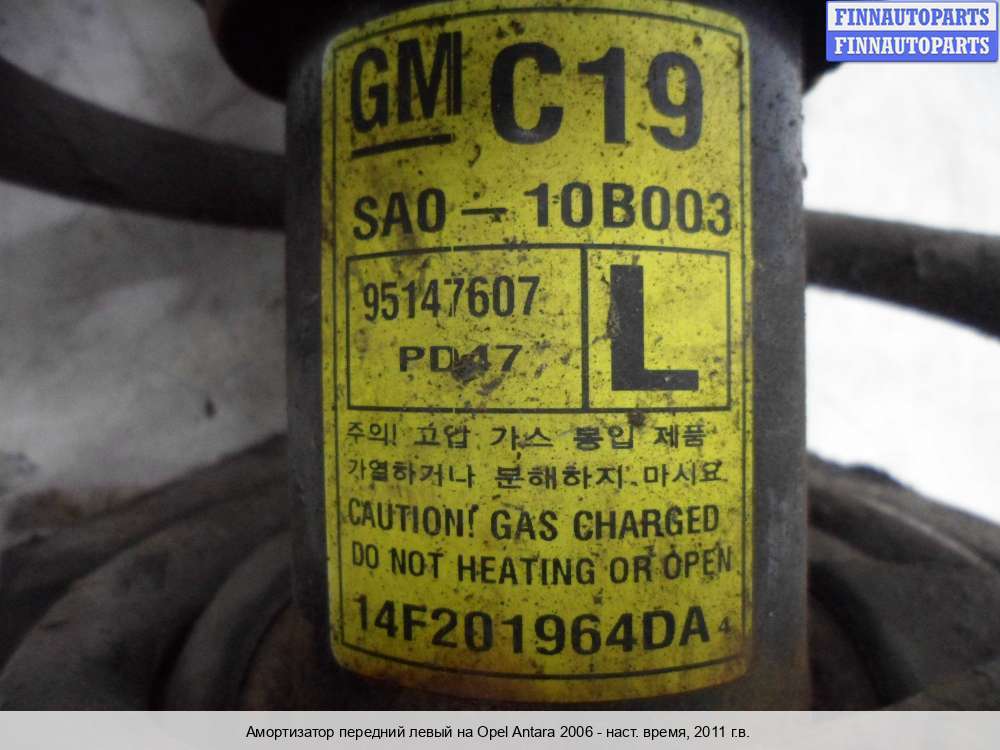 FINNAUTOPARTS
FINNAUTOPARTS
GM C19
SA0 - 10B003
95147607
PD47
L
주의! 고압 가스 봉입 제품
가열하거나 분해하지 마시요
CAUTION! GAS CHARGED
DO NOT HEATING OR OPEN
14F201964DA 4
Амортизатор передний левый на Opel Antara 2006 - наст. время, 2011 г.в.